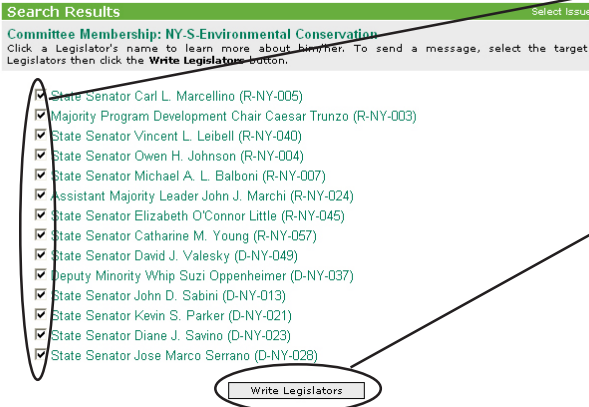 Search Results Select Issue
Committee Membership: NY-S-Environmental Conservation
Click a Legislator's name to learn more about him/her. To send a message, select the target
Legislators then click the Write Legislators button.
State Senator Carl L. Marcellino (R-NY-005)
Majority Program Development Chair Caesar Trunzo (R-NY-003)
State Senator Vincent L. Leibell (R-NY-040)
State Senator Owen H. Johnson (R-NY-004)
State Senator Michael A. L. Balboni (R-NY-007)
Assistant Majority Leader John J. Marchi (R-NY-024)
State Senator Elizabeth O'Connor Little (R-NY-045)
State Senator Catharine M. Young (R-NY-057)
State Senator David J. Valesky (D-NY-049)
Deputy Minority Whip Suzi Oppenheimer (D-NY-037)
State Senator John D. Sabini (D-NY-013)
State Senator Kevin S. Parker (D-NY-021)
State Senator Diane J. Savino (D-NY-023)
State Senator Jose Marco Serrano (D-NY-028)
Write Legislators